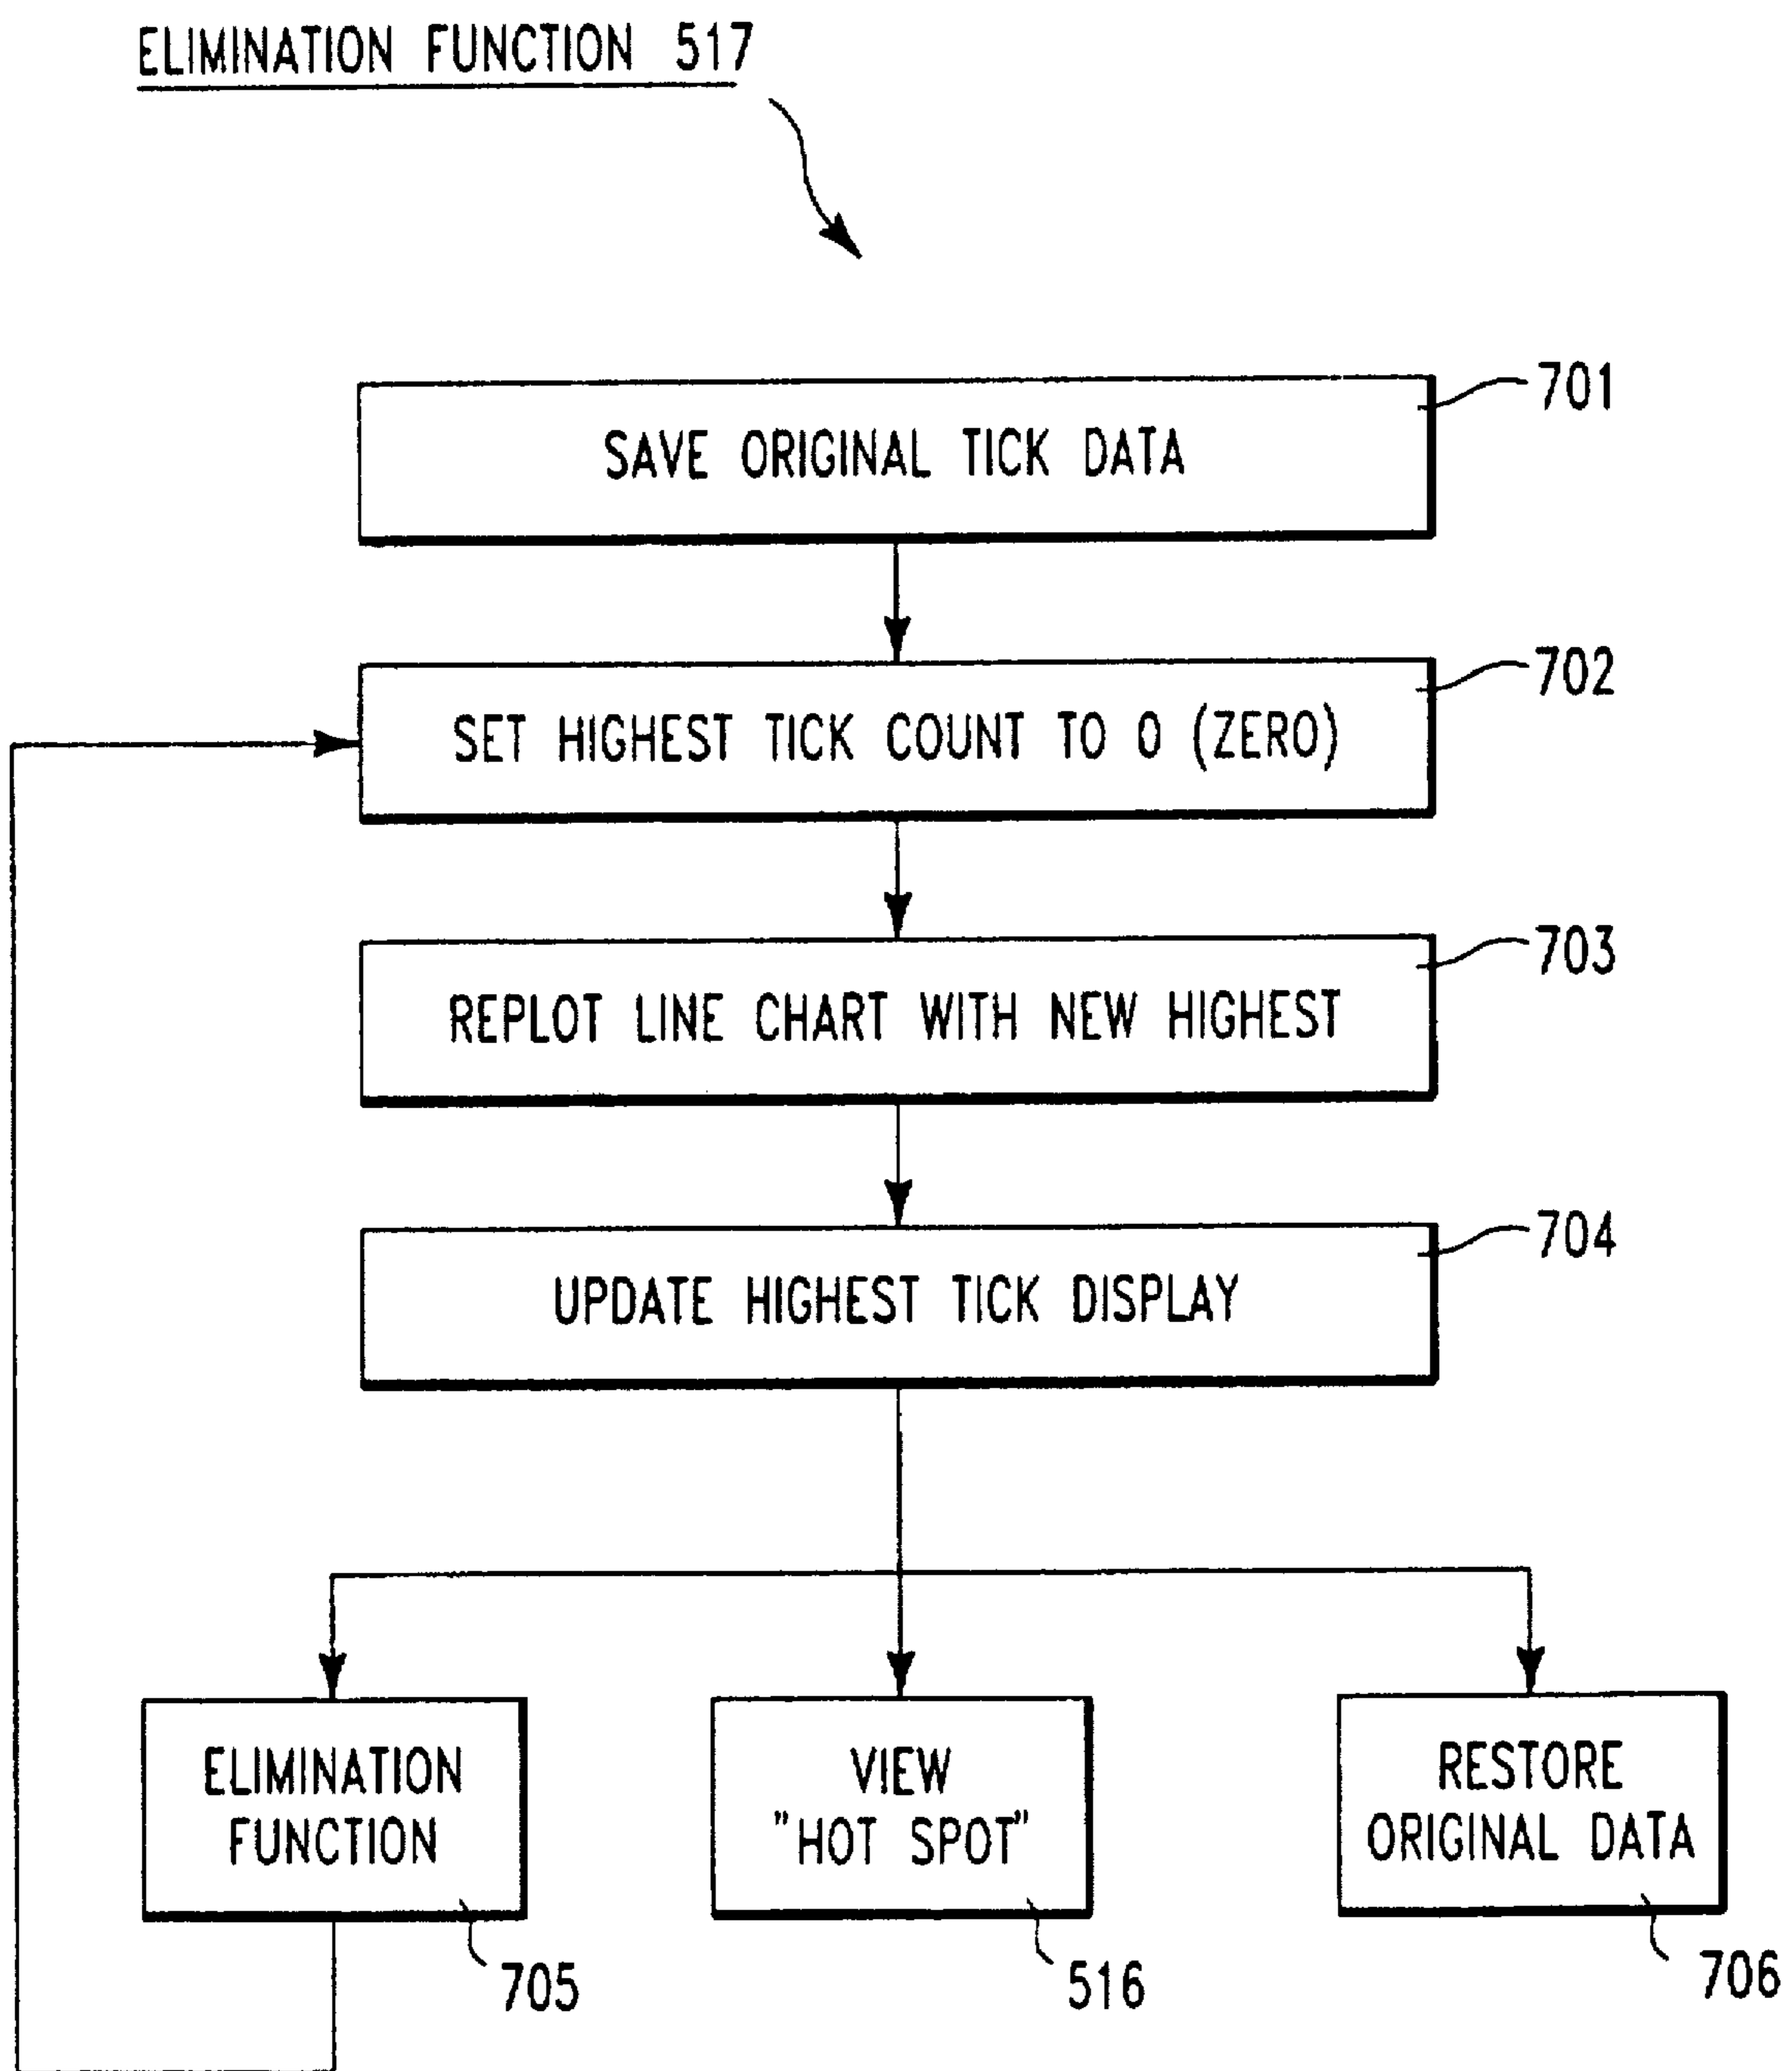 ELIMINATION FUNCTION 517
701
SAVE ORIGINAL TICK DATA
702
SET HIGHEST TICK COUNT TO 0 (ZERO)
703
REPLOT LINE CHART WITH NEW HIGHEST
704
UPDATE HIGHEST TICK DISPLAY
ELIMINATION
FUNCTION
705
VIEW
"HOT SPOT"
516
RESTORE
ORIGINAL DATA
706